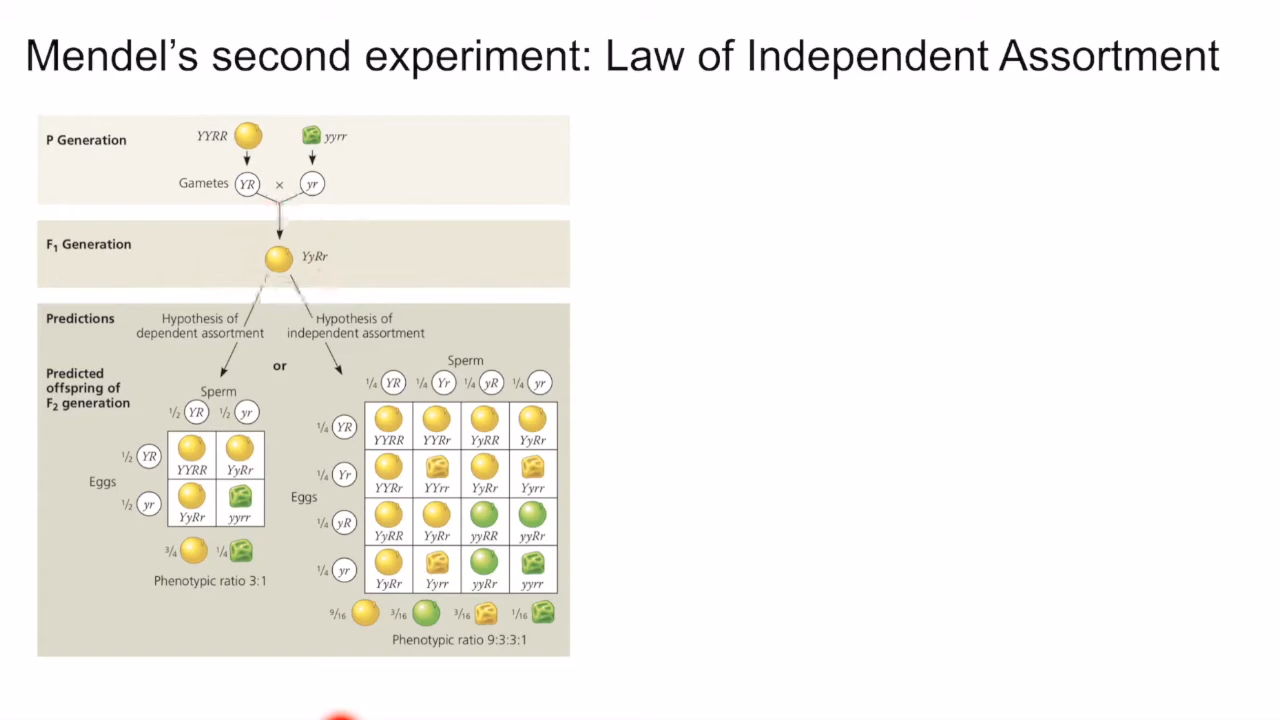 Mendel's second experiment: Law of Independent Assortment
P Generation
YYRR
yyrr
Gametes YR × yr
F₁ Generation
YyRr
Predictions
Hypothesis of
dependent assortment
Hypothesis of
independent assortment
or
Predicted
offspring of
F₂ generation
Sperm
1/2 YR 1/2 yr
Eggs
1/2 YR
1/2 yr
YYRR YyRr
YyRr yyrr
3/4 1/4
Phenotypic ratio 3:1
Sperm
1/4 YR 1/4 Yr 1/4 yR 1/4 yr
Eggs
1/4 YR
1/4 Yr
1/4 yR
1/4 yr
YYRR YYRr YyRR YyRr
YYRr YYrr YyRr Yyrr
YyRR YyRr yyRR yyRr
YyRr Yyrr yyRr yyrr
9/16 3/16 3/16 1/16
Phenotypic ratio 9:3:3:1